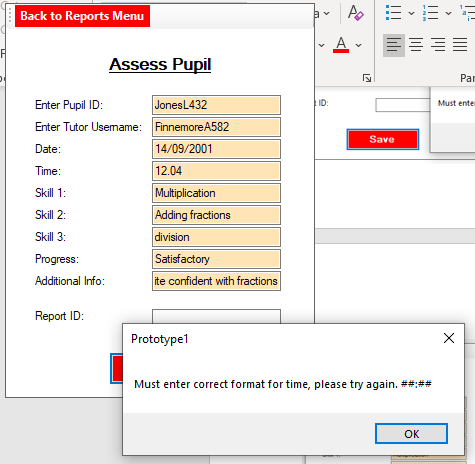 Back to Reports Menu
Assess Pupil
Enter Pupil ID: JonesL432
Enter Tutor Username: FinnemoreA582
Date: 14/09/2001
Time: 12.04
Skill 1: Multiplication
Skill 2: Adding fractions
Skill 3: division
Progress: Satisfactory
Additional Info: ite confident with fractions
Report ID:
Prototype1
Must enter correct format for time, please try again. ##:##
OK
ID:
Save
Must enter
Par